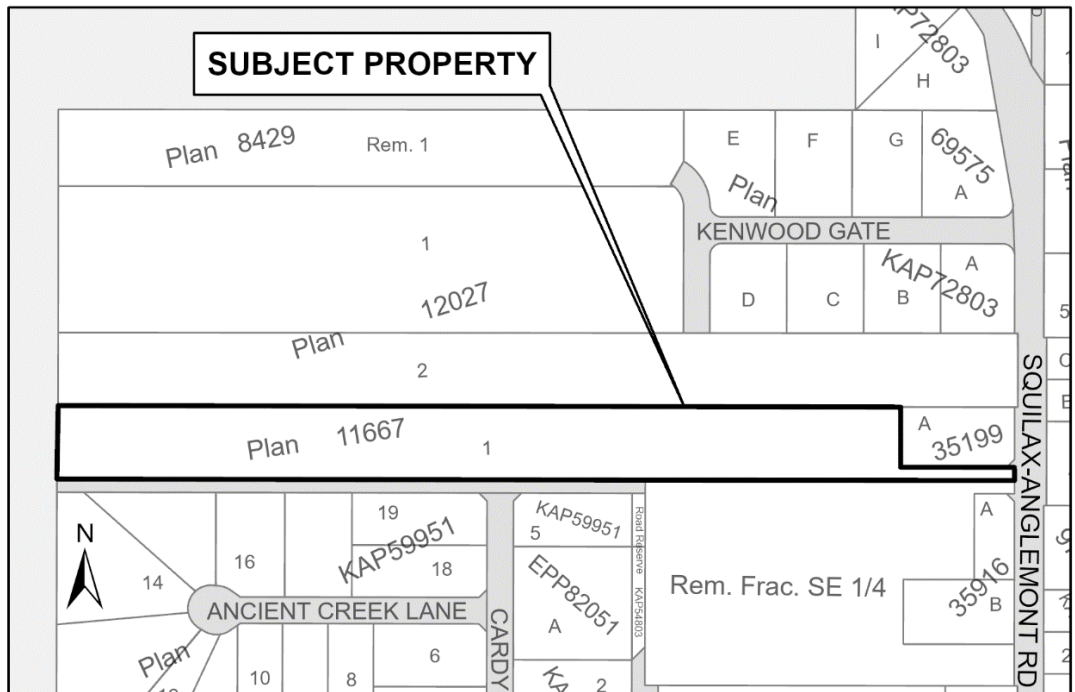 KAP72803
I
H
SUBJECT PROPERTY
Plan 8429
Rem. 1
E
F
G
69575
A
Plan
KENWOOD GATE
1
12027
D
C
B
A
KAP72803
5
Plan
2
C
SQUILAX-ANGLEMONT RD
Plan 11667
1
A
35199
N
14
16
19
KAP59951
18
KAP59951
5
Road Reserve KAP54803
EPP82051
A
Rem. Frac. SE 1/4
A
35916
B
ANCIENT CREEK LANE
CARDY
Plan
10
8
6
2
2